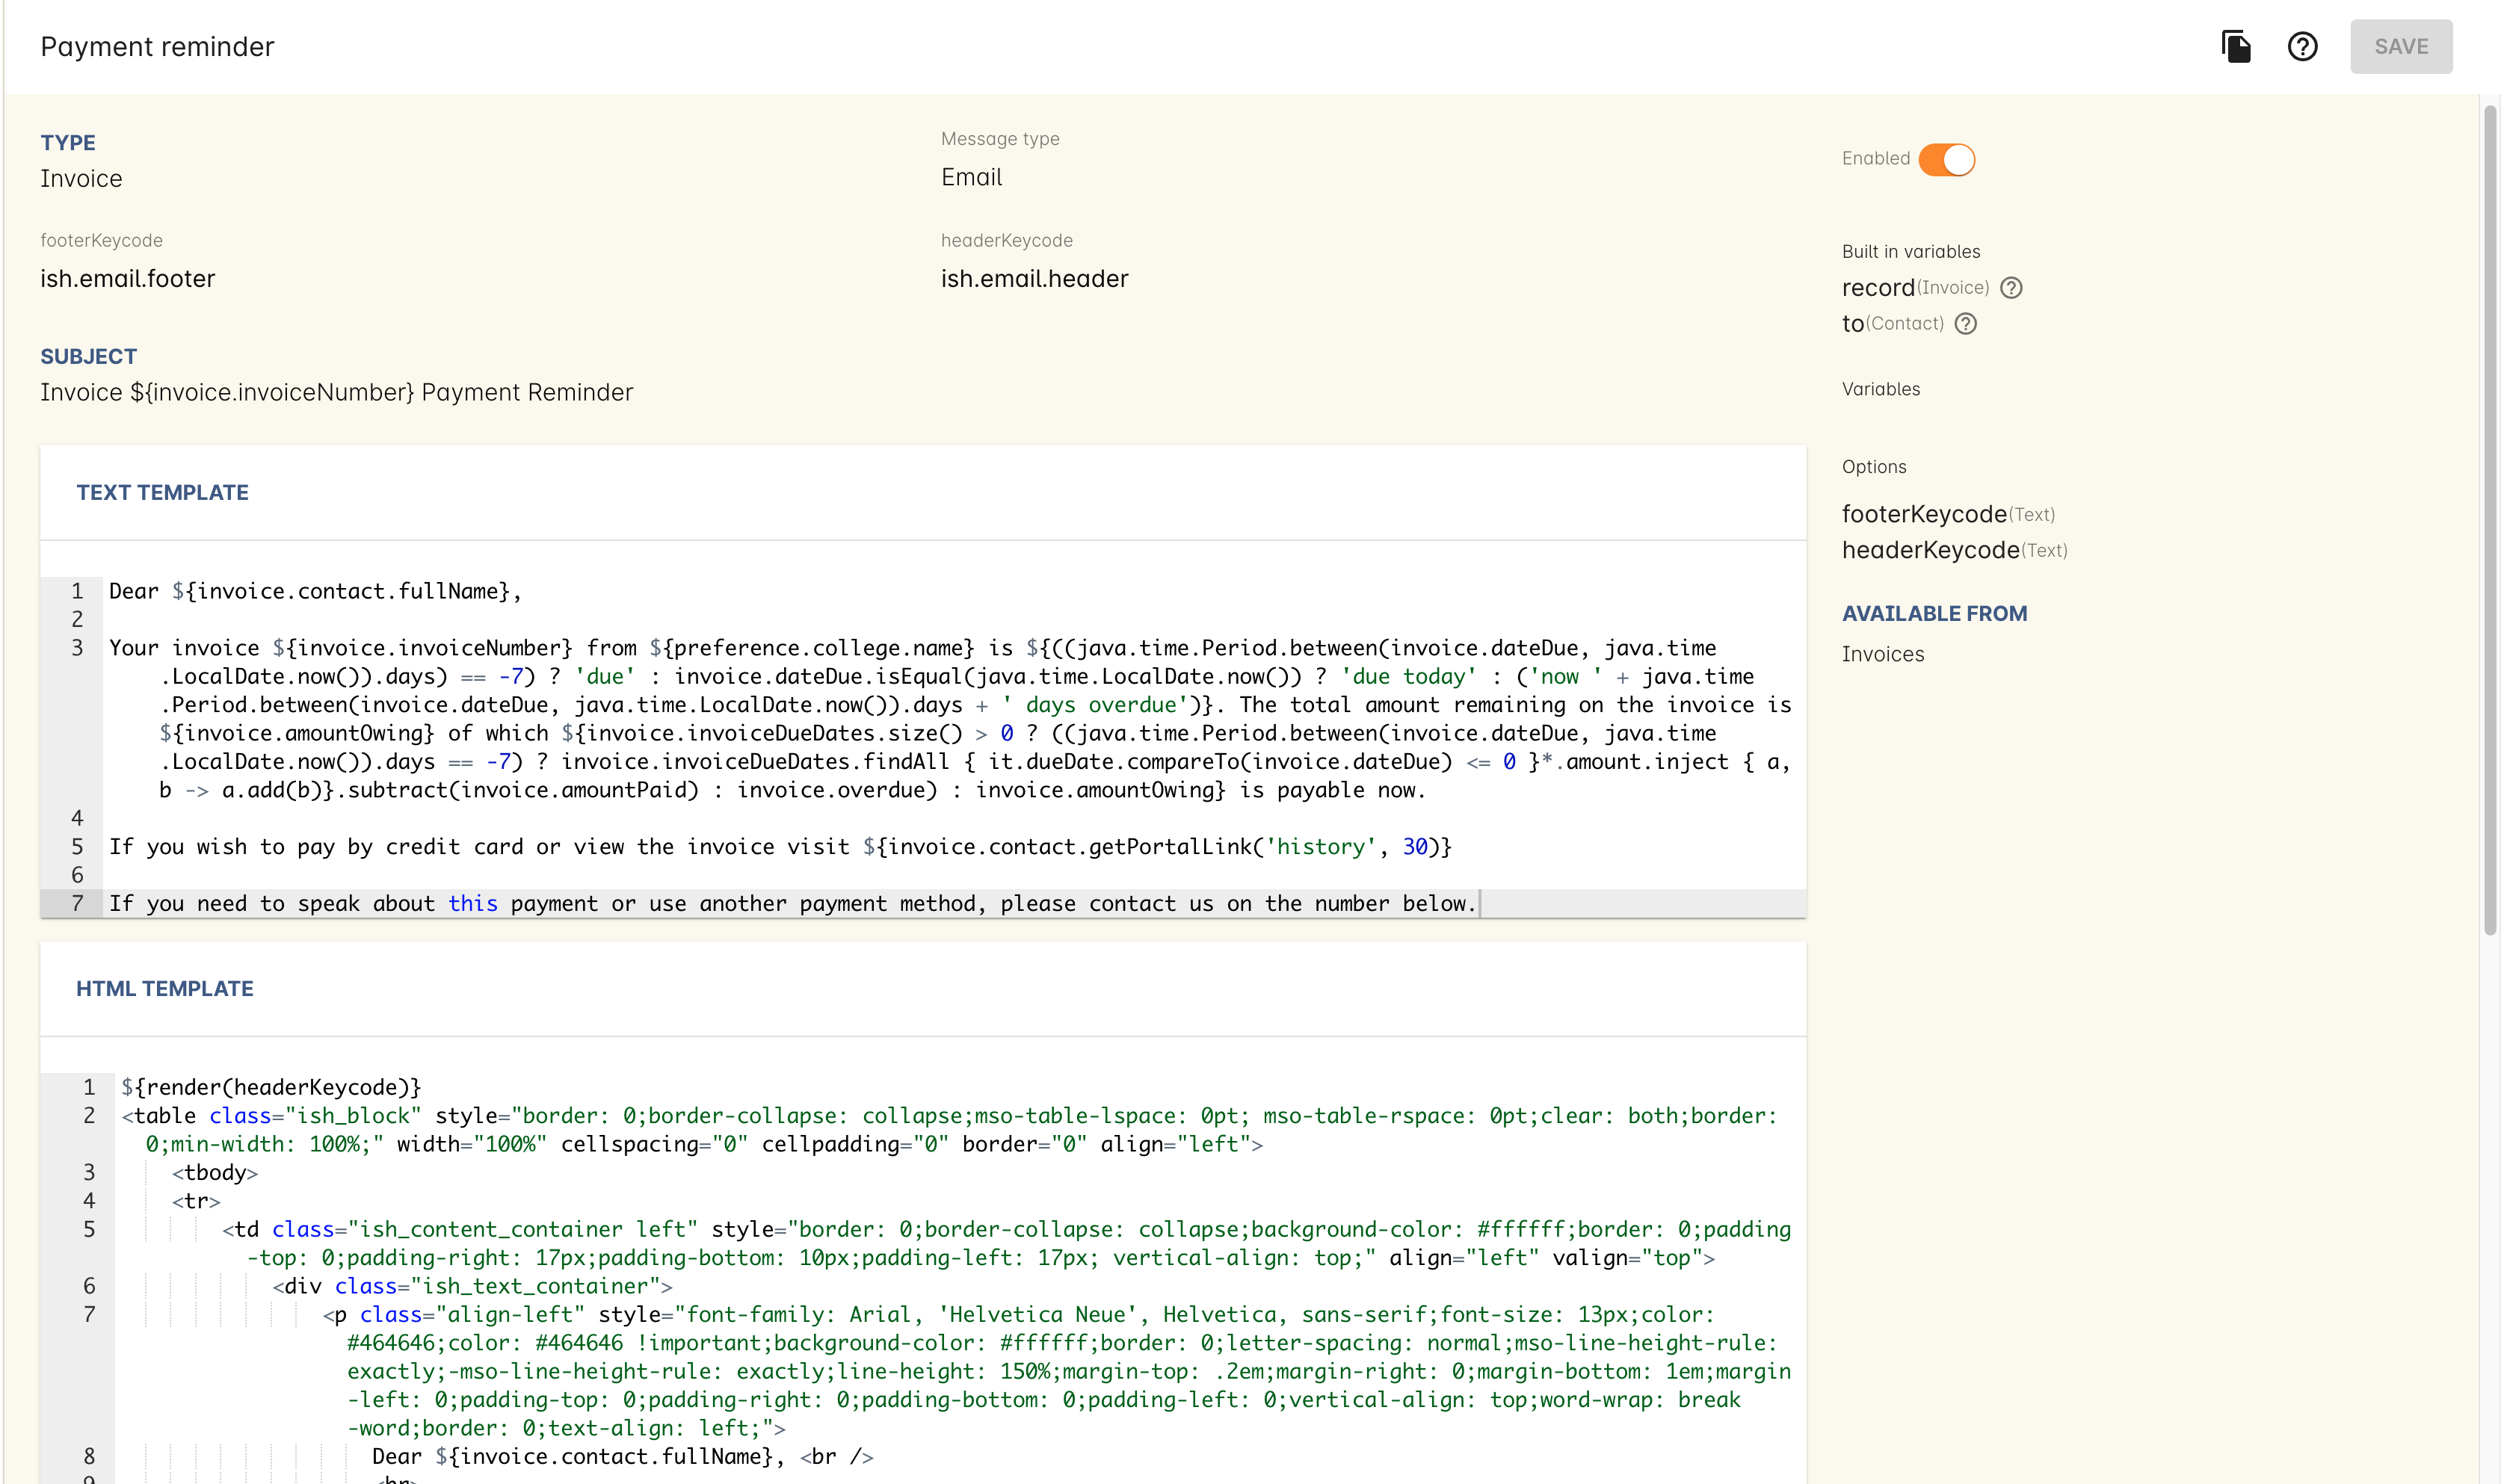 Payment reminder
SAVE
TYPE
Invoice
Message type
Email
Enabled
footerKeycode
ish.email.footer
headerKeycode
ish.email.header
Built in variables
record(Invoice)
to(Contact)
SUBJECT
Invoice ${invoice.invoiceNumber} Payment Reminder
Variables
Options
footerKeycode(Text)
headerKeycode(Text)
AVAILABLE FROM
Invoices
TEXT TEMPLATE
1 Dear ${invoice.contact.fullName},
2
3 Your invoice ${invoice.invoiceNumber} from ${preference.college.name} is ${((java.time.Period.between(invoice.dateDue, java.time
.LocalDate.now()).days) == -7) ? 'due' : invoice.dateDue.isEqual(java.time.LocalDate.now()) ? 'due today' : ('now ' + java.time
.Period.between(invoice.dateDue, java.time.LocalDate.now()).days + ' days overdue')}. The total amount remaining on the invoice is
${invoice.amountOwing} of which ${invoice.invoiceDueDates.size() > 0 ? ((java.time.Period.between(invoice.dateDue, java.time
.LocalDate.now()).days == -7) ? invoice.invoiceDueDates.findAll { it.dueDate.compareTo(invoice.dateDue) <= 0 }*.amount.inject { a,
b -> a.add(b)}.subtract(invoice.amountPaid) : invoice.overdue) : invoice.amountOwing} is payable now.
4
5 If you wish to pay by credit card or view the invoice visit ${invoice.contact.getPortalLink('history', 30)}
6
7 If you need to speak about this payment or use another payment method, please contact us on the number below.
HTML TEMPLATE
1 ${render(headerKeycode)}
2 <table class="ish_block" style="border: 0;border-collapse: collapse;mso-table-lspace: 0pt; mso-table-rspace: 0pt;clear: both;border:
0;min-width: 100%;" width="100%" cellspacing="0" cellpadding="0" border="0" align="left">
3 <tbody>
4 <tr>
5 <td class="ish_content_container left" style="border: 0;border-collapse: collapse;background-color: #ffffff;border: 0;padding
-top: 0;padding-right: 17px;padding-bottom: 10px;padding-left: 17px; vertical-align: top;" align="left" valign="top">
6 <div class="ish_text_container">
7 <p class="align-left" style="font-family: Arial, 'Helvetica Neue', Helvetica, sans-serif;font-size: 13px;color:
#464646;color: #464646 !important;background-color: #ffffff;border: 0;letter-spacing: normal;mso-line-height-rule:
exactly;-mso-line-height-rule: exactly;line-height: 150%;margin-top: .2em;margin-right: 0;margin-bottom: 1em;margin
-left: 0;padding-top: 0;padding-right: 0;padding-bottom: 0;padding-left: 0;vertical-align: top;word-wrap: break
-word;border: 0;text-align: left;">
8 Dear ${invoice.contact.fullName}, <br />
9 <br>